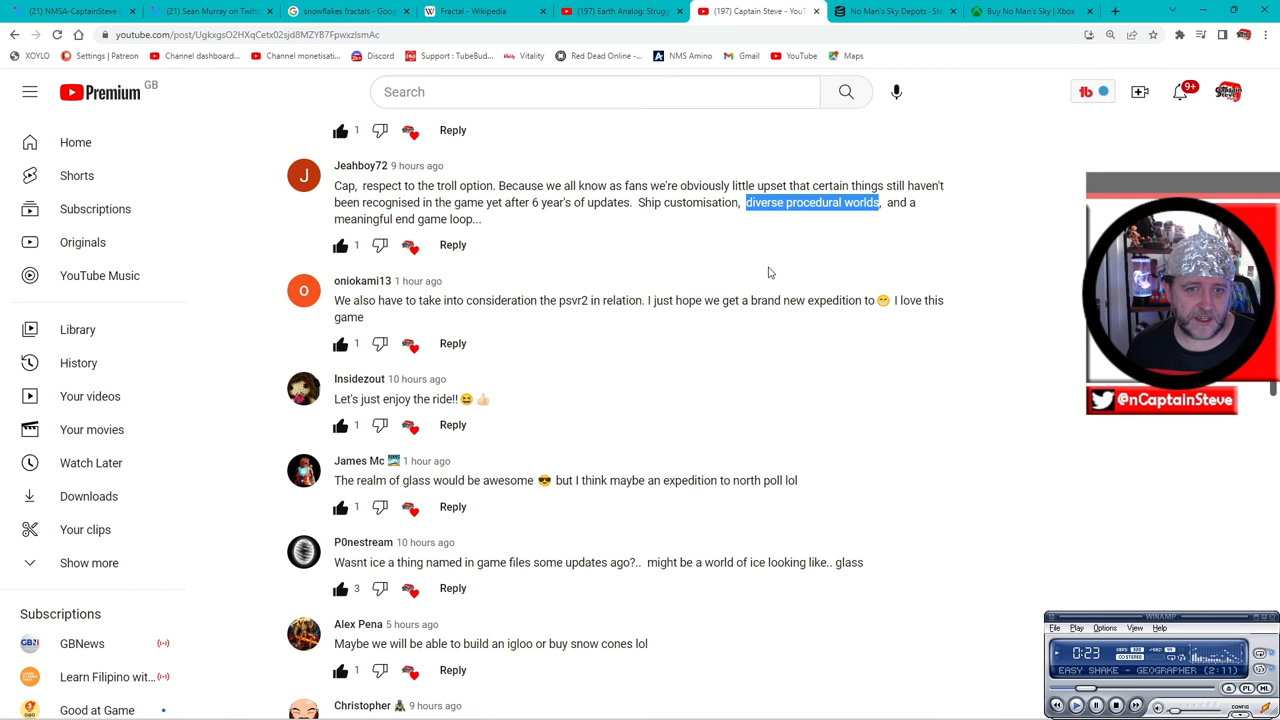 (21) NMSA-CaptainSteve (
(21) Sean Murray on Twitte
snowflakes fractals - Goog
Fractal - Wikipedia
(197) Earth Analog: Strugg
(197) Captain Steve - YouT
No Man's Sky Depots - Sto
Buy No Man's Sky | Xbox
youtube.com/post/UgkxgsO2HXqCetx02sjd8MZYB7FpwxzlsmAc
XOYLO
Settings | Patreon
Channel dashboard...
Channel monetisati...
Discord
Support : TubeBud...
Vitality
Red Dead Online -...
NMS Amino
Gmail
YouTube
Maps
Premium GB
Search
9+
Home
Shorts
Subscriptions
Originals
YouTube Music
Library
History
Your videos
Your movies
Watch Later
Downloads
Your clips
Show more
Subscriptions
GBNews
Learn Filipino wit...
Good at Game
1 Reply
J
Jeahboy72 9 hours ago
Cap, respect to the troll option. Because we all know as fans we're obviously little upset that certain things still haven't
been recognised in the game yet after 6 year's of updates. Ship customisation, diverse procedural worlds, and a
meaningful end game loop...
1 Reply
o
oniokami13 1 hour ago
We also have to take into consideration the psvr2 in relation. I just hope we get a brand new expedition to😁 I love this
game
1 Reply
Insidezout 10 hours ago
Let's just enjoy the ride!!😆👍🏻
1 Reply
James Mc 1 hour ago
The realm of glass would be awesome 😎 but I think maybe an expedition to north poll lol
1 Reply
P0nestream 10 hours ago
Wasnt ice a thing named in game files some updates ago?.. might be a world of ice looking like.. glass
3 Reply
Alex Pena 5 hours ago
Maybe we will be able to build an igloo or buy snow cones lol
1 Reply
Christopher 9 hours ago
@nCaptainSteve
WINAMP
File Play Options View Help
0:23
STEREO
EASY SHAKE - GEOGRAPHER (2:11)
PL
ML